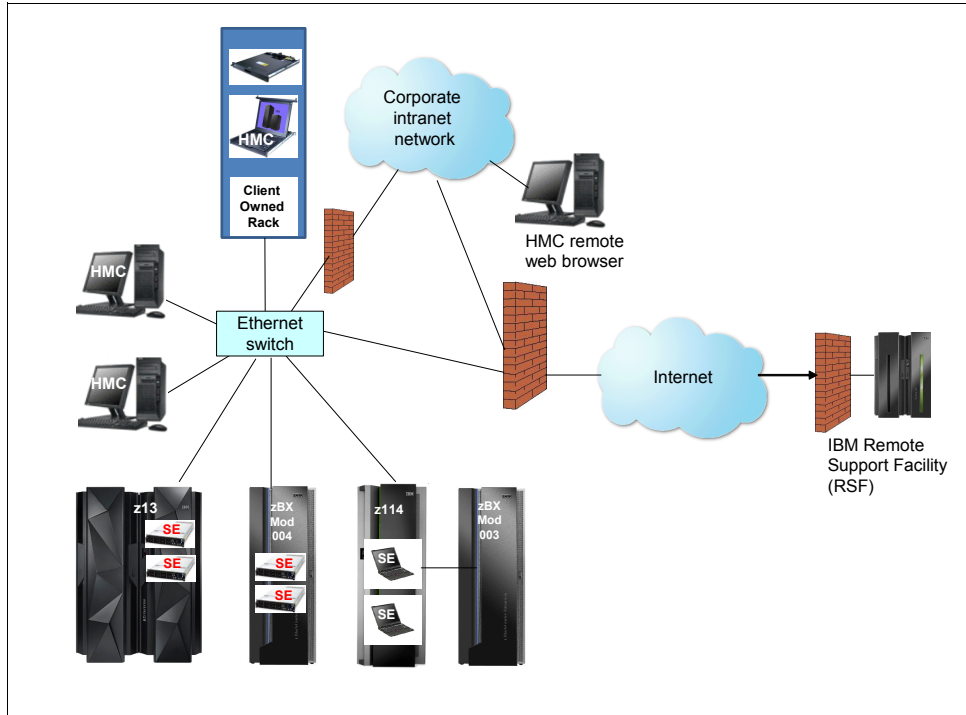 Corporate
intranet
network
HMC
Client
Owned
Rack
HMC remote
web browser
HMC
Ethernet
switch
HMC
Internet
IBM Remote
Support Facility
(RSF)
z13
SE
SE
zBX
Mod
004
SE
SE
z114
SE
SE
zBX
Mod
003